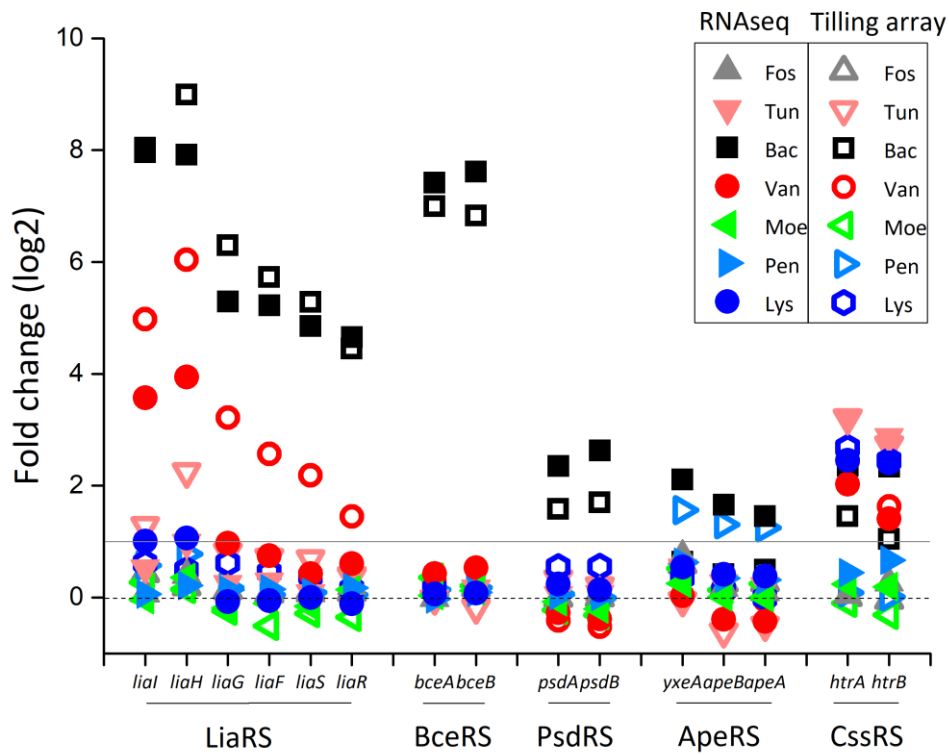 RNAseq Tilling array
Fos Fos
Tun Tun
Bac Bac
Van Van
Moe Moe
Pen Pen
Lys Lys
Fold change (log2)
10
8
6
4
2
0
liaI liaH liaG liaF liaS liaR bceA bceB psdA psdB yxeA apeB apeA htrA htrB
LiaRS BceRS PsdRS ApeRS CssRS